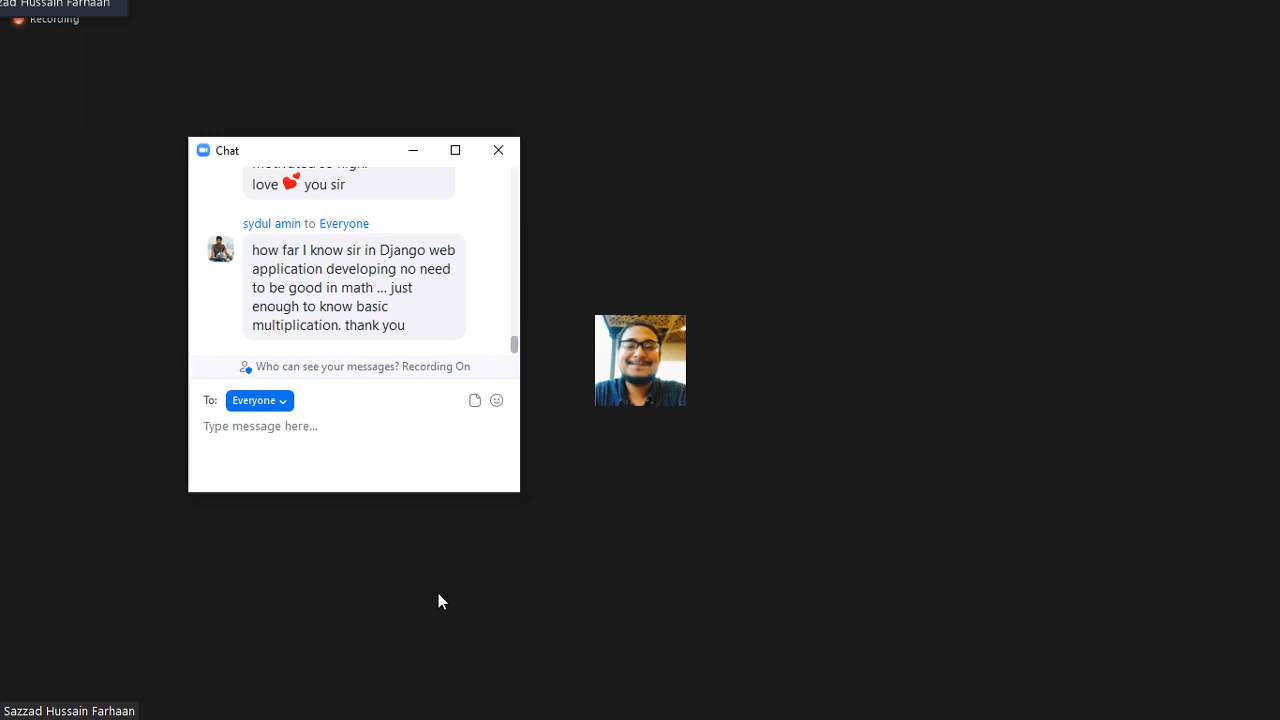 zad Hussain Farhaan
Recording
Chat
love 💕 you sir
sydul amin to Everyone
how far I know sir in Django web
application developing no need
to be good in math ... just
enough to know basic
multiplication. thank you
Who can see your messages? Recording On
To: Everyone
Type message here...
Sazzad Hussain Farhaan